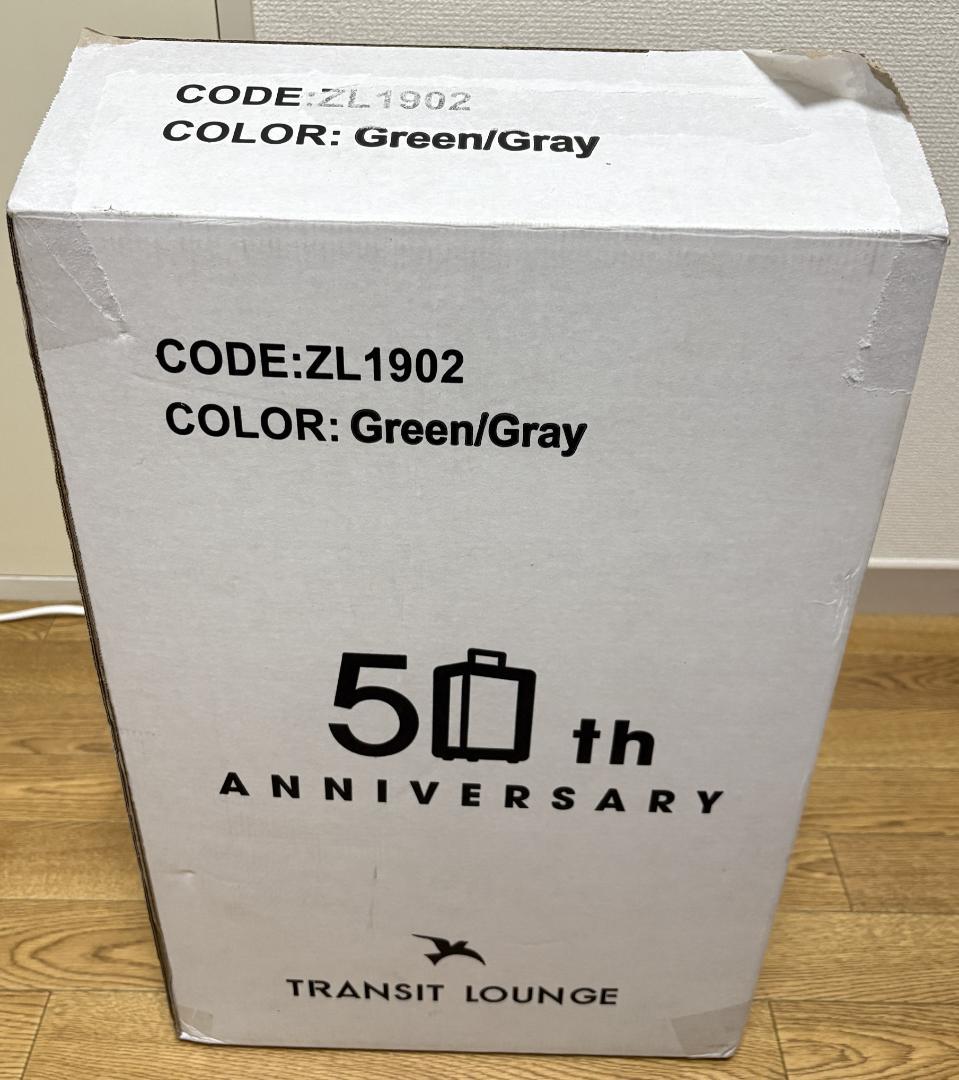 CODE:ZL1902
COLOR: Green/Gray
CODE:ZL1902
COLOR: Green/Gray
50th
ANNIVERSARY
TRANSIT LOUNGE